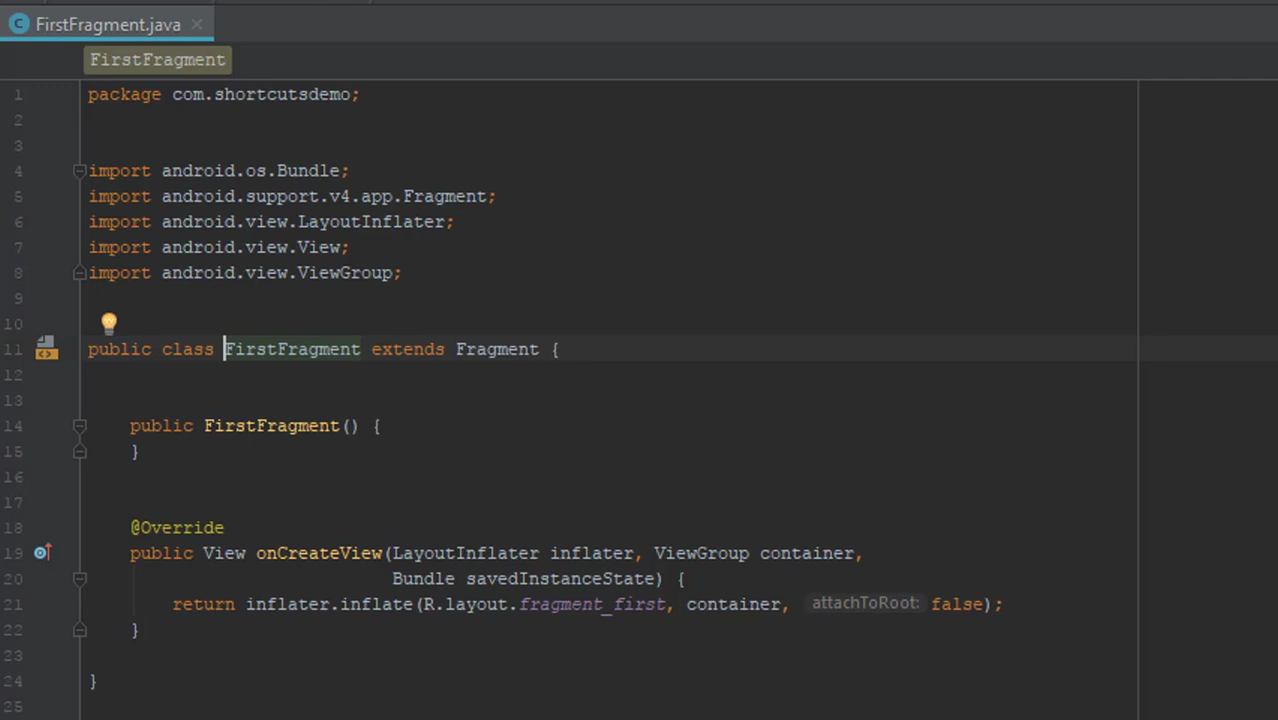 FirstFragment.java
FirstFragment
1 package com.shortcutsdemo;
2
3
4 import android.os.Bundle;
5 import android.support.v4.app.Fragment;
6 import android.view.LayoutInflater;
7 import android.view.View;
8 import android.view.ViewGroup;
9
10
11 public class FirstFragment extends Fragment {
12
13
14 public FirstFragment() {
15 }
16
17
18 @Override
19 public View onCreateView(LayoutInflater inflater, ViewGroup container,
20 Bundle savedInstanceState) {
21 return inflater.inflate(R.layout.fragment_first, container, attachToRoot: false);
22 }
23
24 }
25